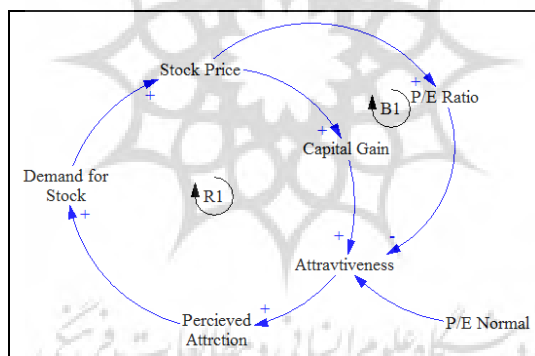 Stock Price
+
P/E Ratio
B1
+
+
Capital Gain
Demand for
Stock
+
R1
-
+
Attravtiveness
+
Percieved
Attrction
P/E Normal